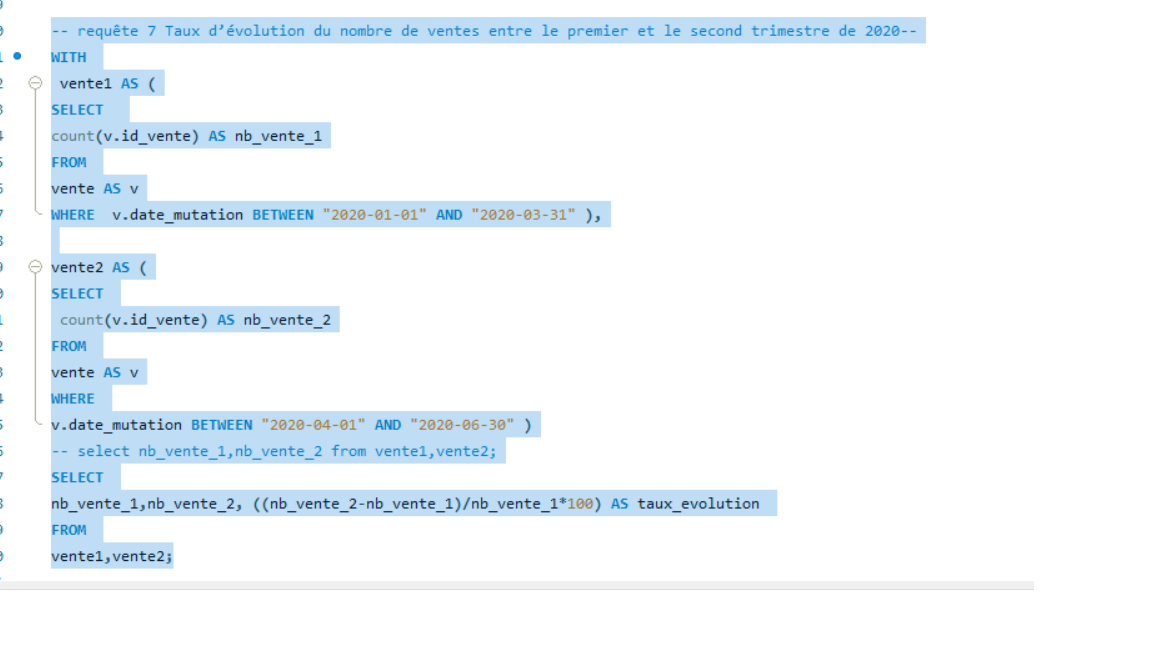 -- requête 7 Taux d’évolution du nombre de ventes entre le premier et le second trimestre de 2020--
WITH
vente1 AS (
SELECT
count(v.id_vente) AS nb_vente_1
FROM
vente AS v
WHERE  v.date_mutation BETWEEN "2020-01-01" AND "2020-03-31" ),
vente2 AS (
SELECT
count(v.id_vente) AS nb_vente_2
FROM
vente AS v
WHERE
v.date_mutation BETWEEN "2020-04-01" AND "2020-06-30" )
-- select nb_vente_1,nb_vente_2 from vente1,vente2;
SELECT
nb_vente_1,nb_vente_2, ((nb_vente_2-nb_vente_1)/nb_vente_1*100) AS taux_evolution
FROM
vente1,vente2;